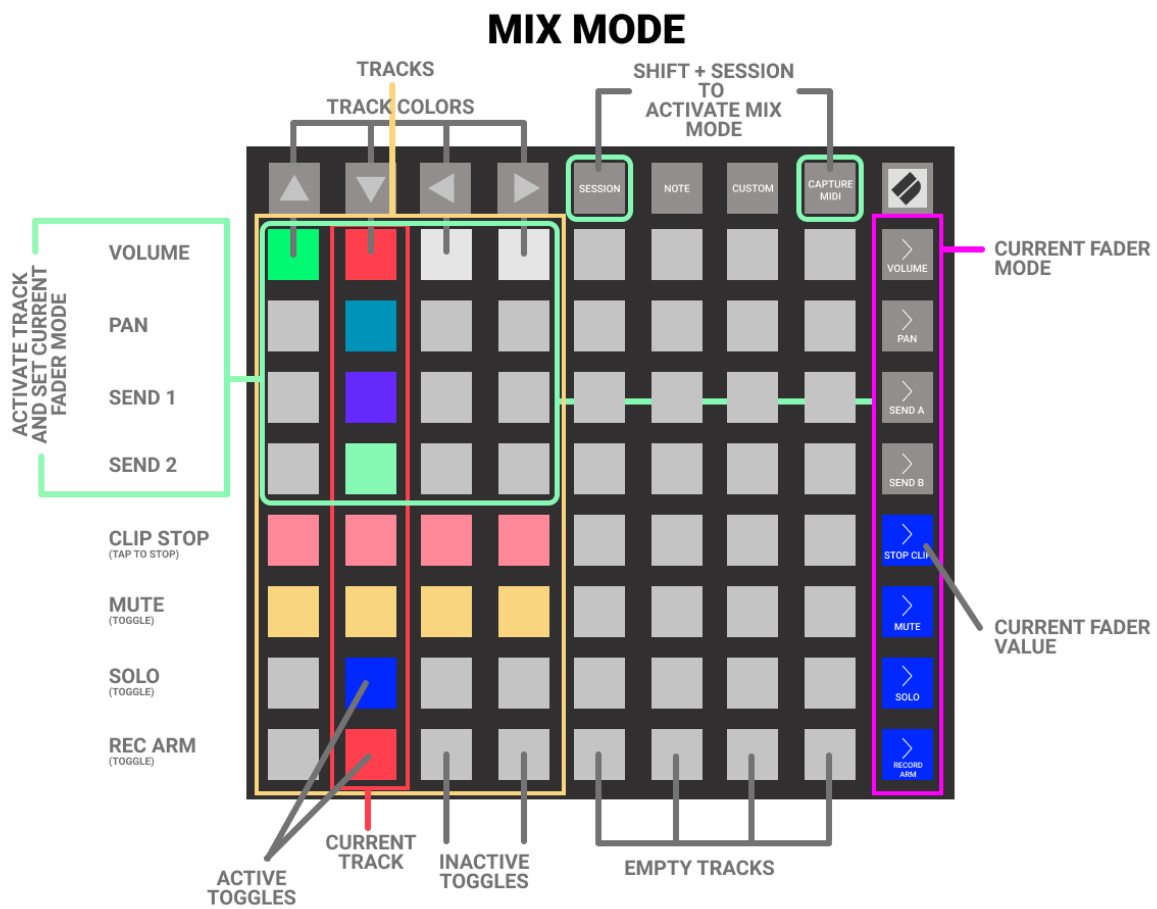 MIX MODE
TRACKS
TRACK COLORS
SHIFT + SESSION
TO
ACTIVATE MIX
MODE
SESSION
NOTE
CUSTOM
CAPTURE
MIDI
ACTIVATE TRACK
AND SET CURRENT
FADER MODE
VOLUME
PAN
SEND 1
SEND 2
CLIP STOP
(TAP TO STOP)
MUTE
(TOGGLE)
SOLO
(TOGGLE)
REC ARM
(TOGGLE)
VOLUME
PAN
SEND A
SEND B
STOP CLIP
MUTE
SOLO
RECORD
ARM
CURRENT FADER
MODE
CURRENT FADER
VALUE
ACTIVE
TOGGLES
CURRENT
TRACK
INACTIVE
TOGGLES
EMPTY TRACKS